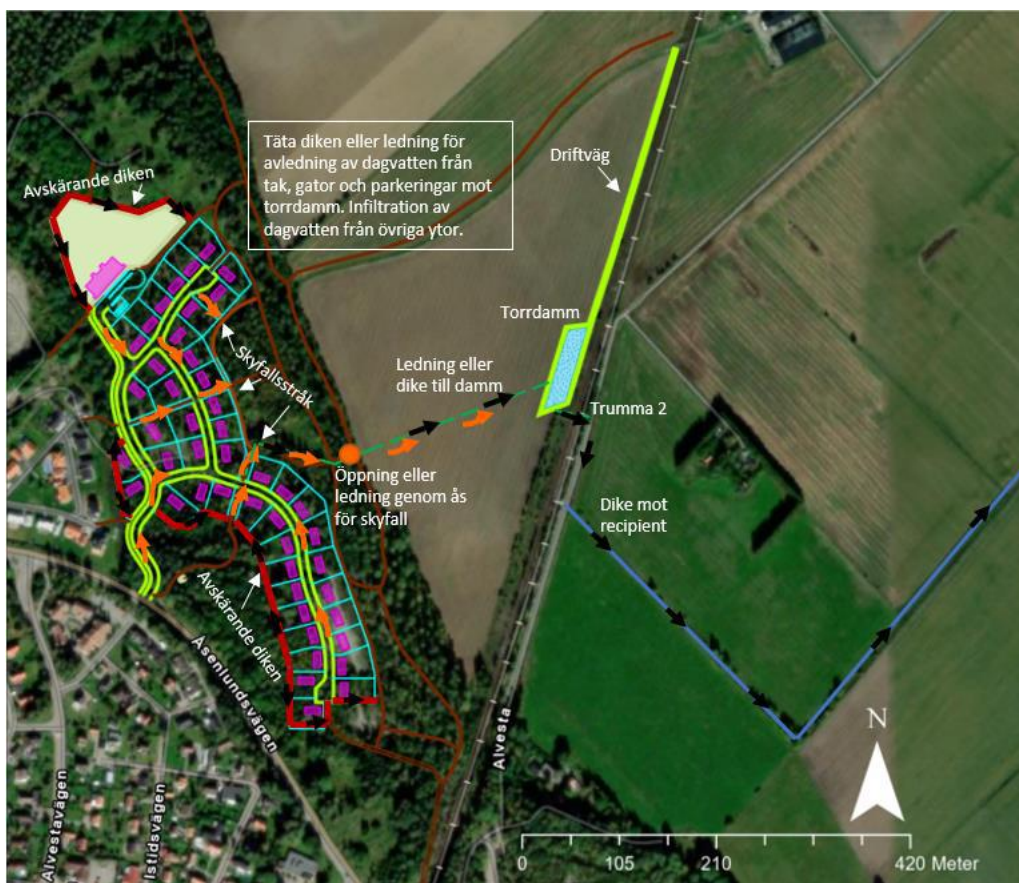 Täta diken eller ledning för
avledning av dagvatten från
tak, gator och parkeringar mot
torrdamm. Infiltration av
dagvatten från övriga ytor.
Avskärande diken
Driftväg
Torrdamm
Skyfallsstråk
Ledning eller
dike till damm
Trumma 2
Öppning eller
ledning genom ås
för skyfall
Dike mot
recipient
Avskärande diken
Åsenlundsvägen
Alvestavägen
Istidsvägen
Alvesta
N
0 105 210 420 Meter